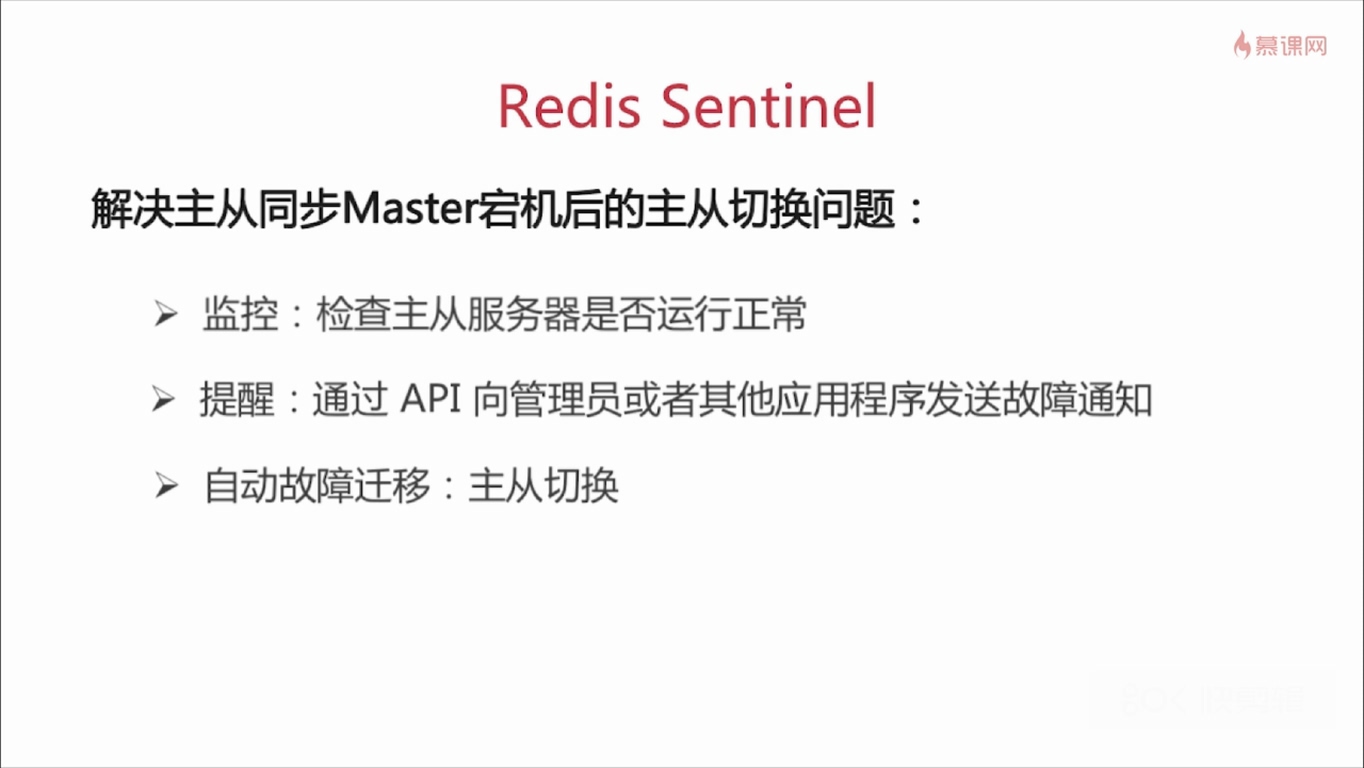 慕课网
Redis Sentinel
解决主从同步Master宕机后的主从切换问题：
➢ 监控：检查主从服务器是否运行正常
➢ 提醒：通过 API 向管理员或者其他应用程序发送故障通知
➢ 自动故障迁移：主从切换